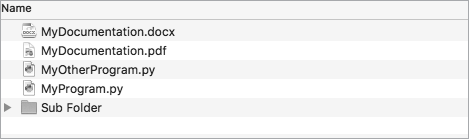 Name
MyDocumentation.docx
MyDocumentation.pdf
MyOtherProgram.py
MyProgram.py
Sub Folder